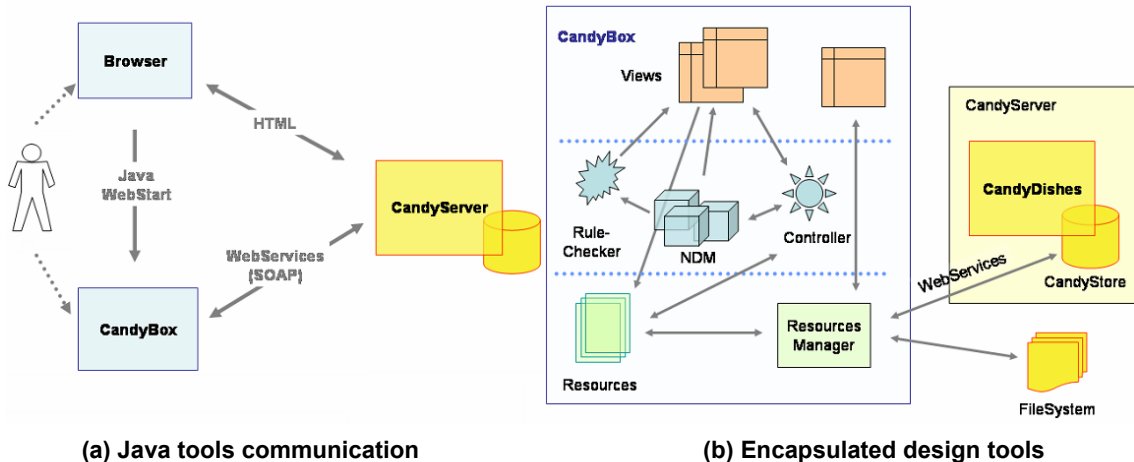 Browser
HTML
Java
WebStart
CandyServer
WebServices
(SOAP)
CandyBox
(a) Java tools communication
CandyBox
Views
Rule-
Checker
NDM
Controller
Resources
Resources
Manager
WebServices
CandyServer
CandyDishes
CandyStore
FileSystem
(b) Encapsulated design tools